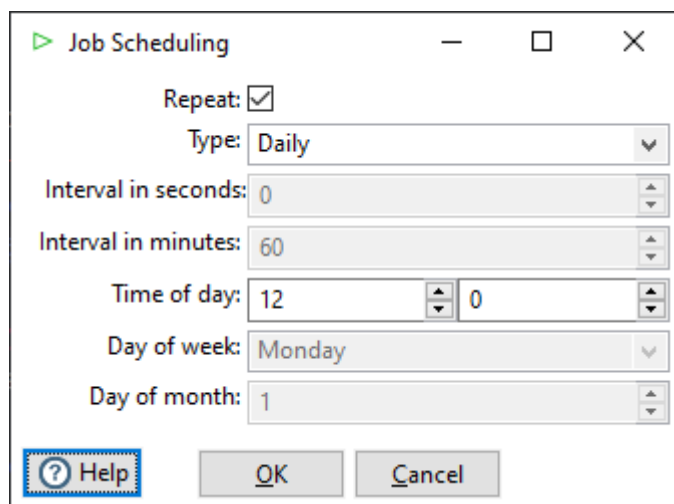 Job Scheduling
Repeat:
Type: Daily
Interval in seconds: 0
Interval in minutes: 60
Time of day: 12 0
Day of week: Monday
Day of month: 1
? Help OK Cancel